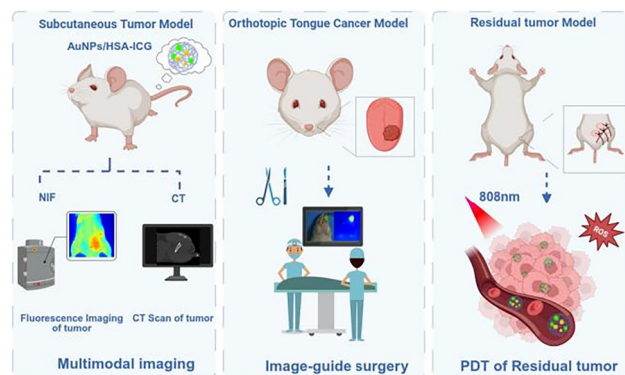 Subcutaneous Tumor Model
AuNPs/HSA-ICG
NIF
CT
Fluorescence Imaging
of tumor
CT Scan of tumor
Multimodal imaging
Orthotopic Tongue Cancer Model
Image-guide surgery
Residual tumor Model
808nm
ROS
PDT of Residual tumor